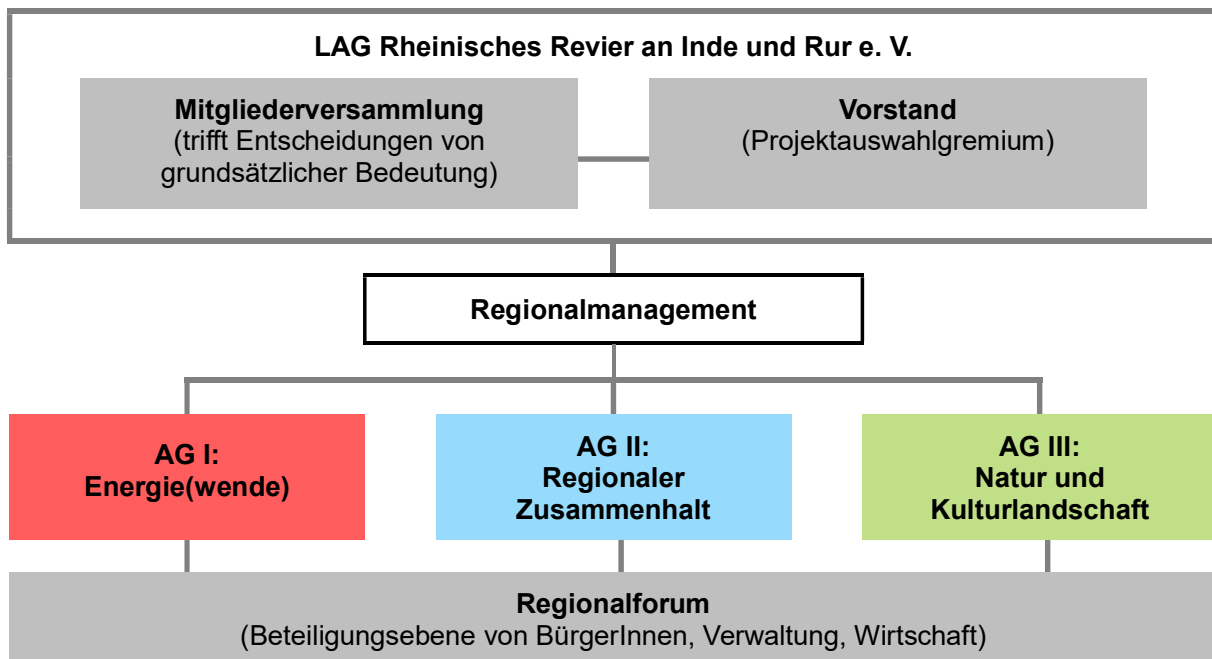 LAG Rheinisches Revier an Inde und Rur e. V.
Mitgliederversammlung
(trifft Entscheidungen von
grundsätzlicher Bedeutung)
Vorstand
(Projektauswahlgremium)
Regionalmanagement
AG I:
Energie(wende)
AG II:
Regionaler
Zusammenhalt
AG III:
Natur und
Kulturlandschaft
Regionalforum
(Beteiligungsebene von BürgerInnen, Verwaltung, Wirtschaft)